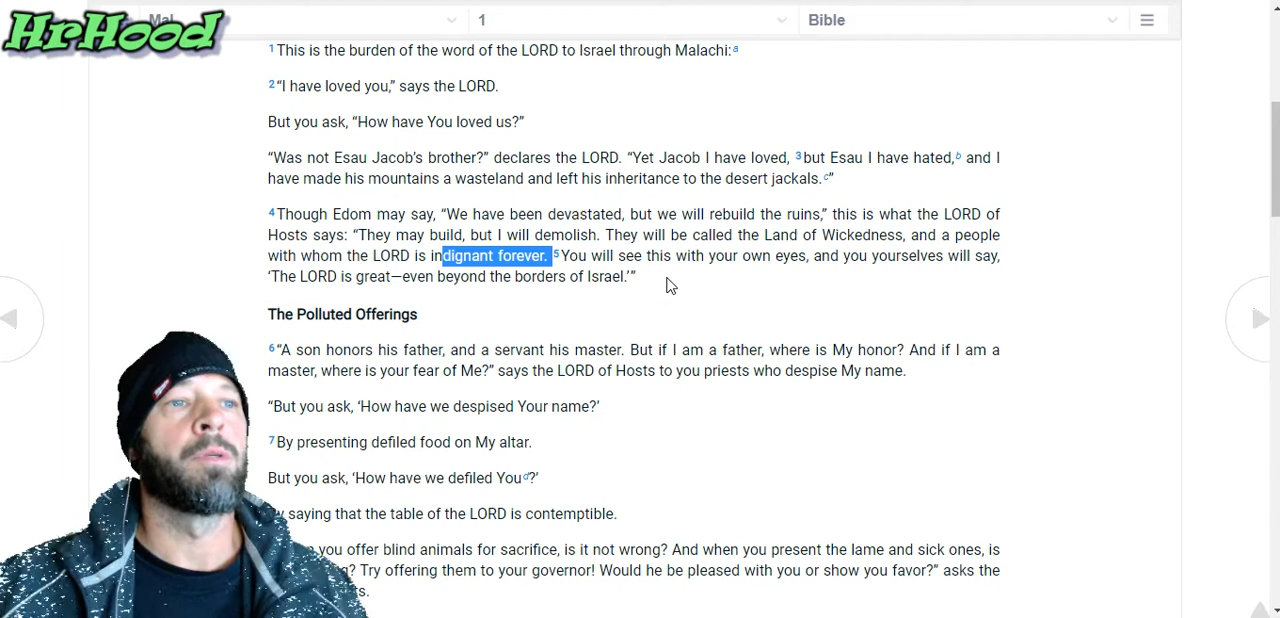 HrHood
Mal 1 Bible
1 This is the burden of the word of the LORD to Israel through Malachi: a
2 “I have loved you,” says the LORD.
But you ask, “How have You loved us?”
“Was not Esau Jacob’s brother?” declares the LORD. “Yet Jacob I have loved, 3 but Esau I have hated, b and I
have made his mountains a wasteland and left his inheritance to the desert jackals. c ”
4 Though Edom may say, “We have been devastated, but we will rebuild the ruins,” this is what the LORD of
Hosts says: “They may build, but I will demolish. They will be called the Land of Wickedness, and a people
with whom the LORD is indignant forever. 5 You will see this with your own eyes, and you yourselves will say,
‘The LORD is great—even beyond the borders of Israel.’”
The Polluted Offerings
6 “A son honors his father, and a servant his master. But if I am a father, where is My honor? And if I am a
master, where is your fear of Me?” says the LORD of Hosts to you priests who despise My name.
“But you ask, ‘How have we despised Your name?’
7 By presenting defiled food on My altar.
But you ask, ‘How have we defiled You d ?’
y saying that the table of the LORD is contemptible.
you offer blind animals for sacrifice, is it not wrong? And when you present the lame and sick ones, is
? Try offering them to your governor! Would he be pleased with you or show you favor?” asks the
s.